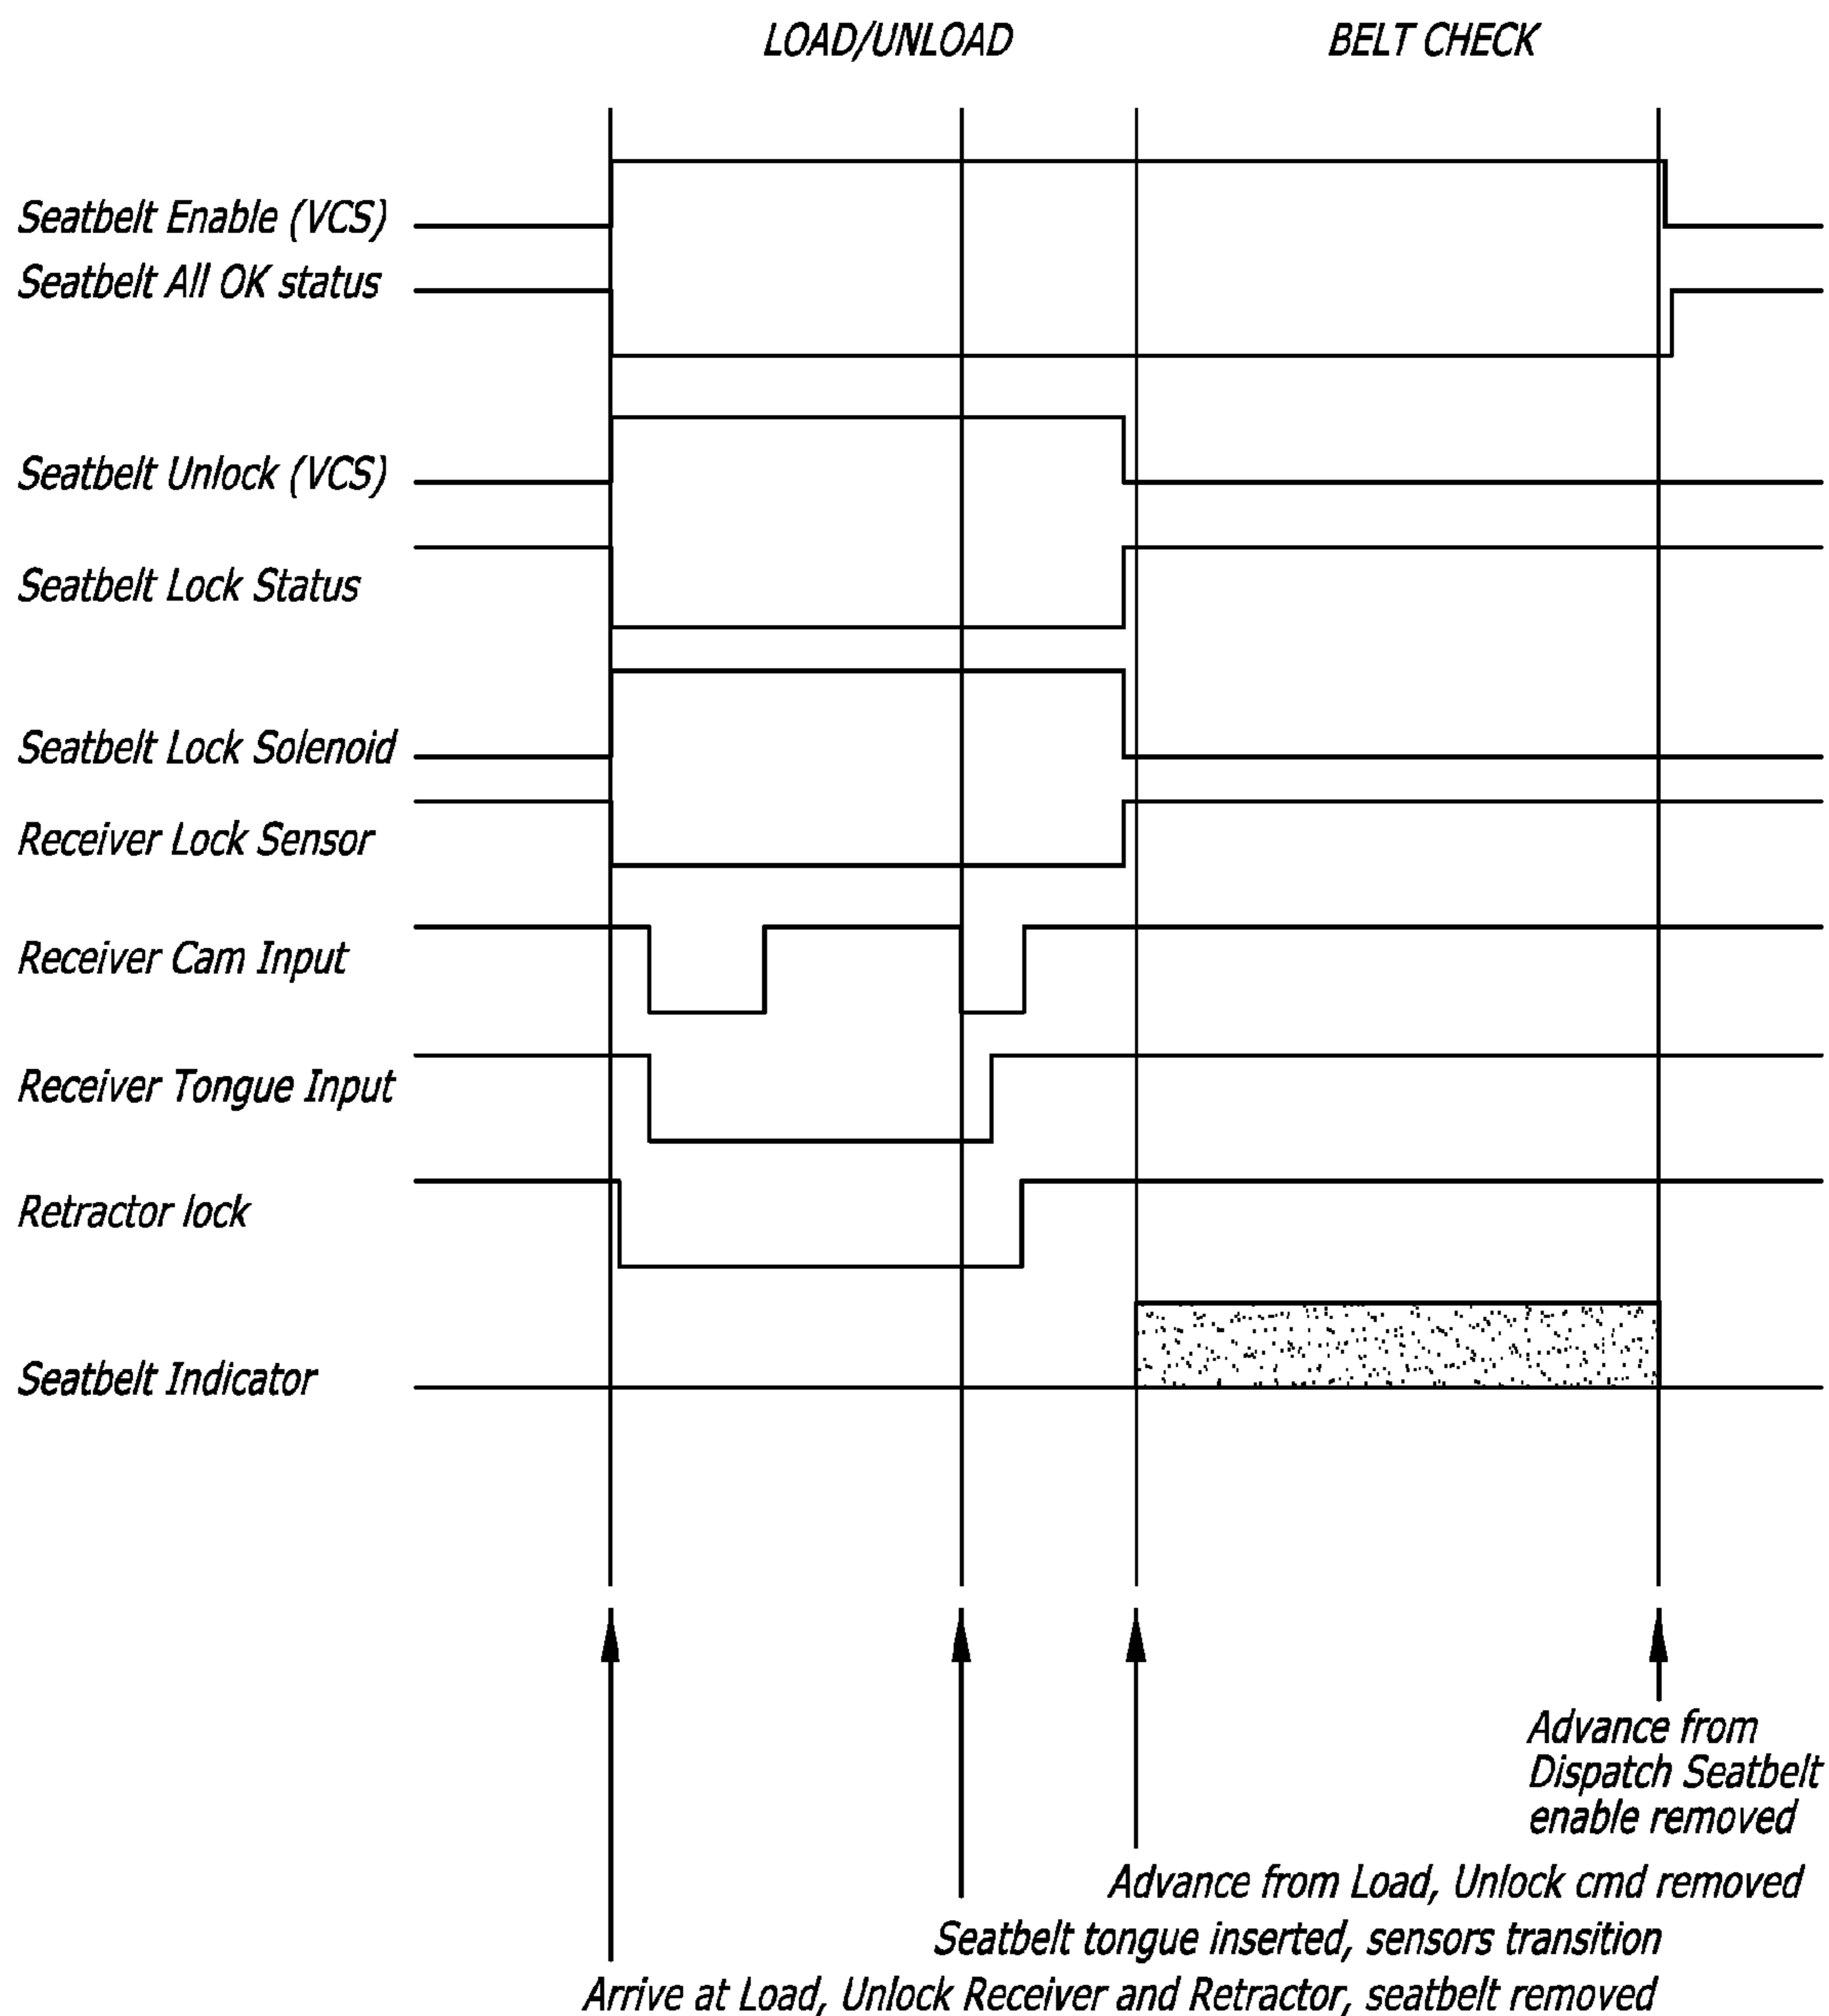 LOAD/UNLOAD BELT CHECK
Seatbelt Enable (VCS)
Seatbelt All OK status
Seatbelt Unlock (VCS)
Seatbelt Lock Status
Seatbelt Lock Solenoid
Receiver Lock Sensor
Receiver Cam Input
Receiver Tongue Input
Retractor lock
Seatbelt Indicator
Advance from
Dispatch Seatbelt
enable removed
Advance from Load, Unlock cmd removed
Seatbelt tongue inserted, sensors transition
Arrive at Load, Unlock Receiver and Retractor, seatbelt removed